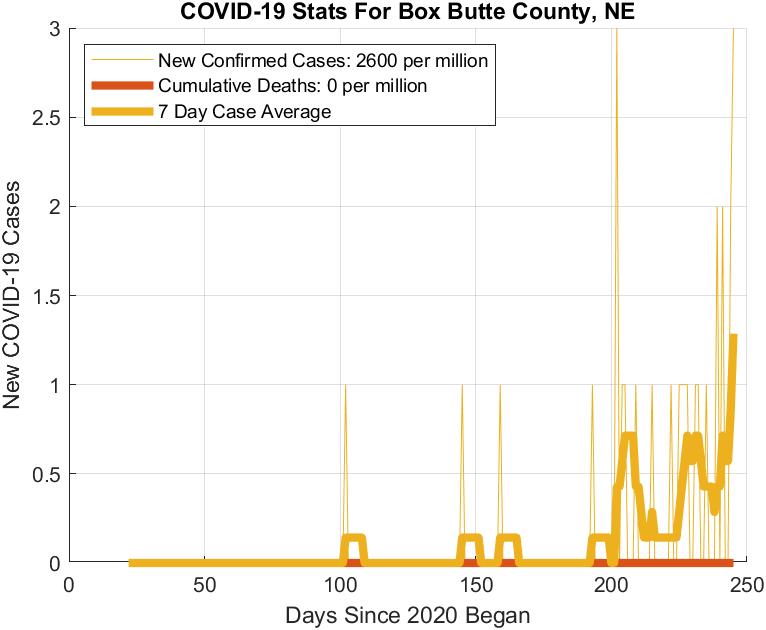 COVID-19 Stats For Box Butte County, NE
New Confirmed Cases: 2600 per million
Cumulative Deaths: 0 per million
7 Day Case Average
New COVID-19 Cases
3
2.5
2
1.5
1
0.5
0
0 50 100 150 200 250
Days Since 2020 Began